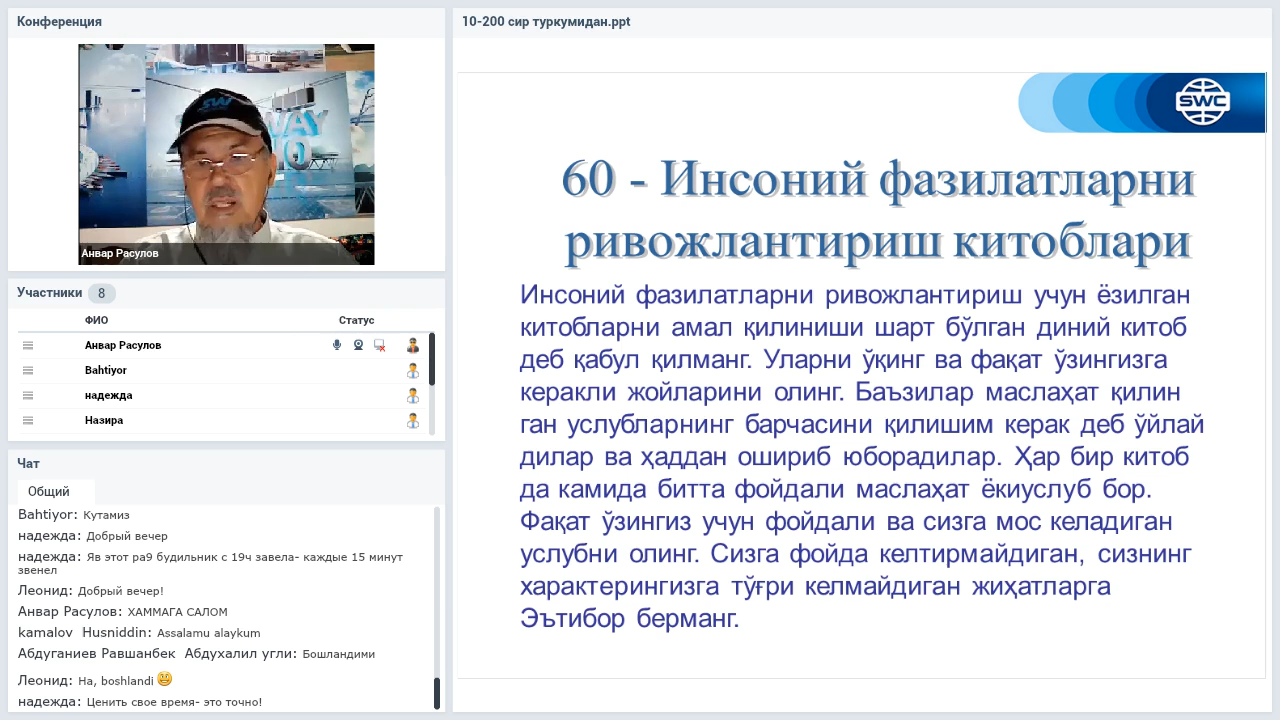 Конференция
SW
WAY
Анвар Расулов
Участники 8
ФИО Статус
Анвар Расулов
Bahtiyor
надежда
Назира
Чат
Общий
Bahtiyor: Кутамиз
надежда: Добрый вечер
надежда: Яв этот ра9 будильник с 19ч завела- каждые 15 минут
звенел
Леонид: Добрый вечер!
Анвар Расулов: ХАММАГА САЛОМ
kamalov Husniddin: Assalamu alaykum
Абдуганиев Равшанбек Абдухалил угли: Бошландими
Леонид: На, boshlandi
надежда: Ценить свое время- это точно!
10-200 сир туркумидан.ppt
SWC
60 - Инсоний фазилатларни
ривожлантириш китоблари
Инсоний фазилатларни ривожлантириш учун ёзилган
китобларни амал қилиниши шарт бўлган диний китоб
деб қабул қилманг. Уларни ўқинг ва фақат ўзингизга
керакли жойларини олинг. Баъзилар маслаҳат қилин
ган услубларнинг барчасини қилишим керак деб ўйлай
дилар ва ҳаддан ошириб юборадилар. Ҳар бир китоб
да камида битта фойдали маслаҳат ёкиуслуб бор.
Фақат ўзингиз учун фойдали ва сизга мос келадиган
услубни олинг. Сизга фойда келтирмайдиган, сизнинг
характерингизга тўғри келмайдиган жиҳатларга
Эътибор берманг.